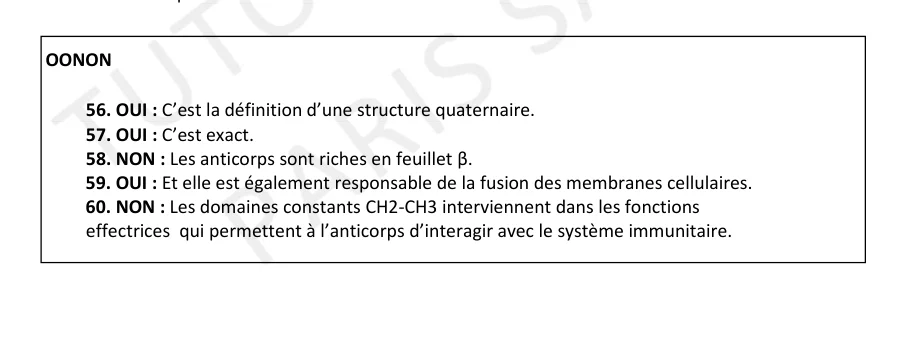 OONON
56. OUI : C’est la définition d’une structure quaternaire.
57. OUI : C’est exact.
58. NON : Les anticorps sont riches en feuillet β.
59. OUI : Et elle est également responsable de la fusion des membranes cellulaires.
60. NON : Les domaines constants CH2-CH3 interviennent dans les fonctions
effectrices qui permettent à l’anticorps d’interagir avec le système immunitaire.